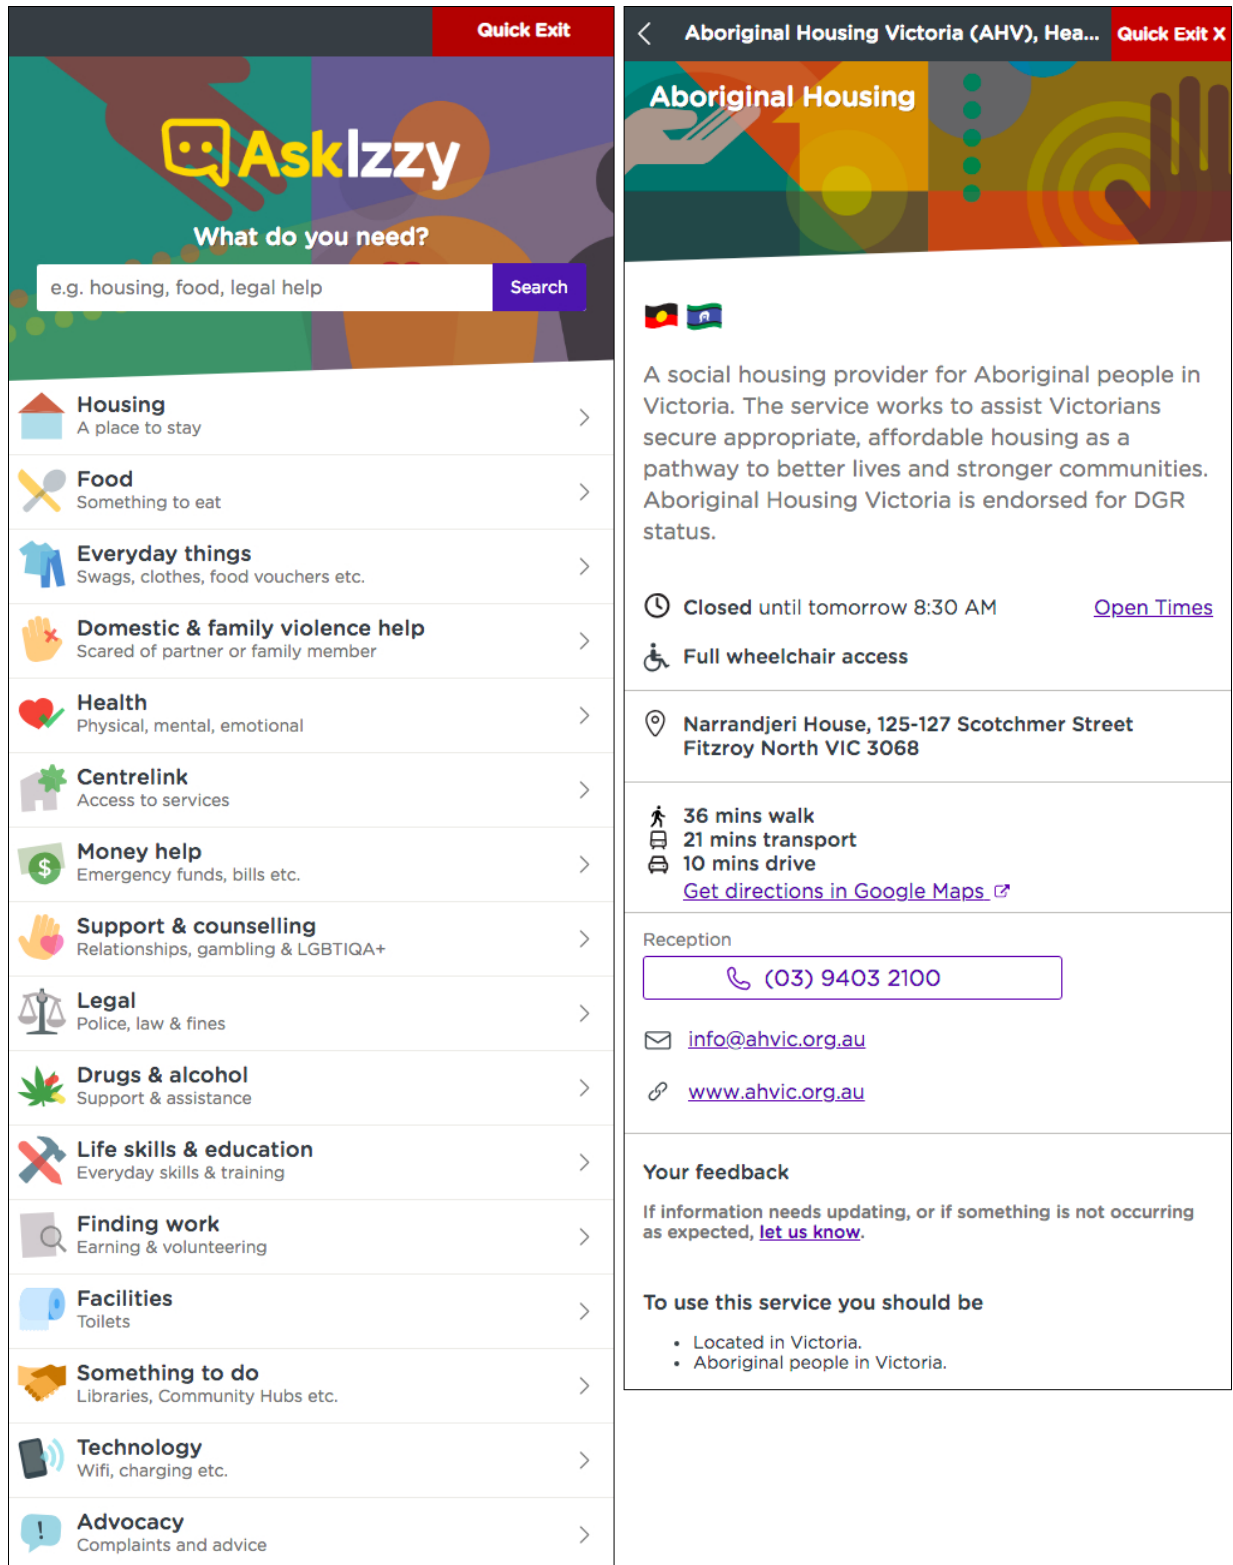 Quick Exit
AskIzzy
What do you need?
e.g. housing, food, legal help
Search
Housing
A place to stay
Food
Something to eat
Everyday things
Swags, clothes, food vouchers etc.
Domestic & family violence help
Scared of partner or family member
Health
Physical, mental, emotional
Centrelink
Access to services
Money help
Emergency funds, bills etc.
Support & counselling
Relationships, gambling & LGBTIQA+
Legal
Police, law & fines
Drugs & alcohol
Support & assistance
Life skills & education
Everyday skills & training
Finding work
Earning & volunteering
Facilities
Toilets
Something to do
Libraries, Community Hubs etc.
Technology
Wifi, charging etc.
Advocacy
Complaints and advice
Aboriginal Housing Victoria (AHV), Hea...
Quick Exit X
Aboriginal Housing
A social housing provider for Aboriginal people in
Victoria. The service works to assist Victorians
secure appropriate, affordable housing as a
pathway to better lives and stronger communities.
Aboriginal Housing Victoria is endorsed for DGR
status.
Closed until tomorrow 8:30 AM
Open Times
Full wheelchair access
Narrandjeri House, 125-127 Scotchmer Street
Fitzroy North VIC 3068
36 mins walk
21 mins transport
10 mins drive
Get directions in Google Maps
Reception
(03) 9403 2100
info@ahvic.org.au
www.ahvic.org.au
Your feedback
If information needs updating, or if something is not occurring
as expected, let us know.
To use this service you should be
• Located in Victoria.
• Aboriginal people in Victoria.